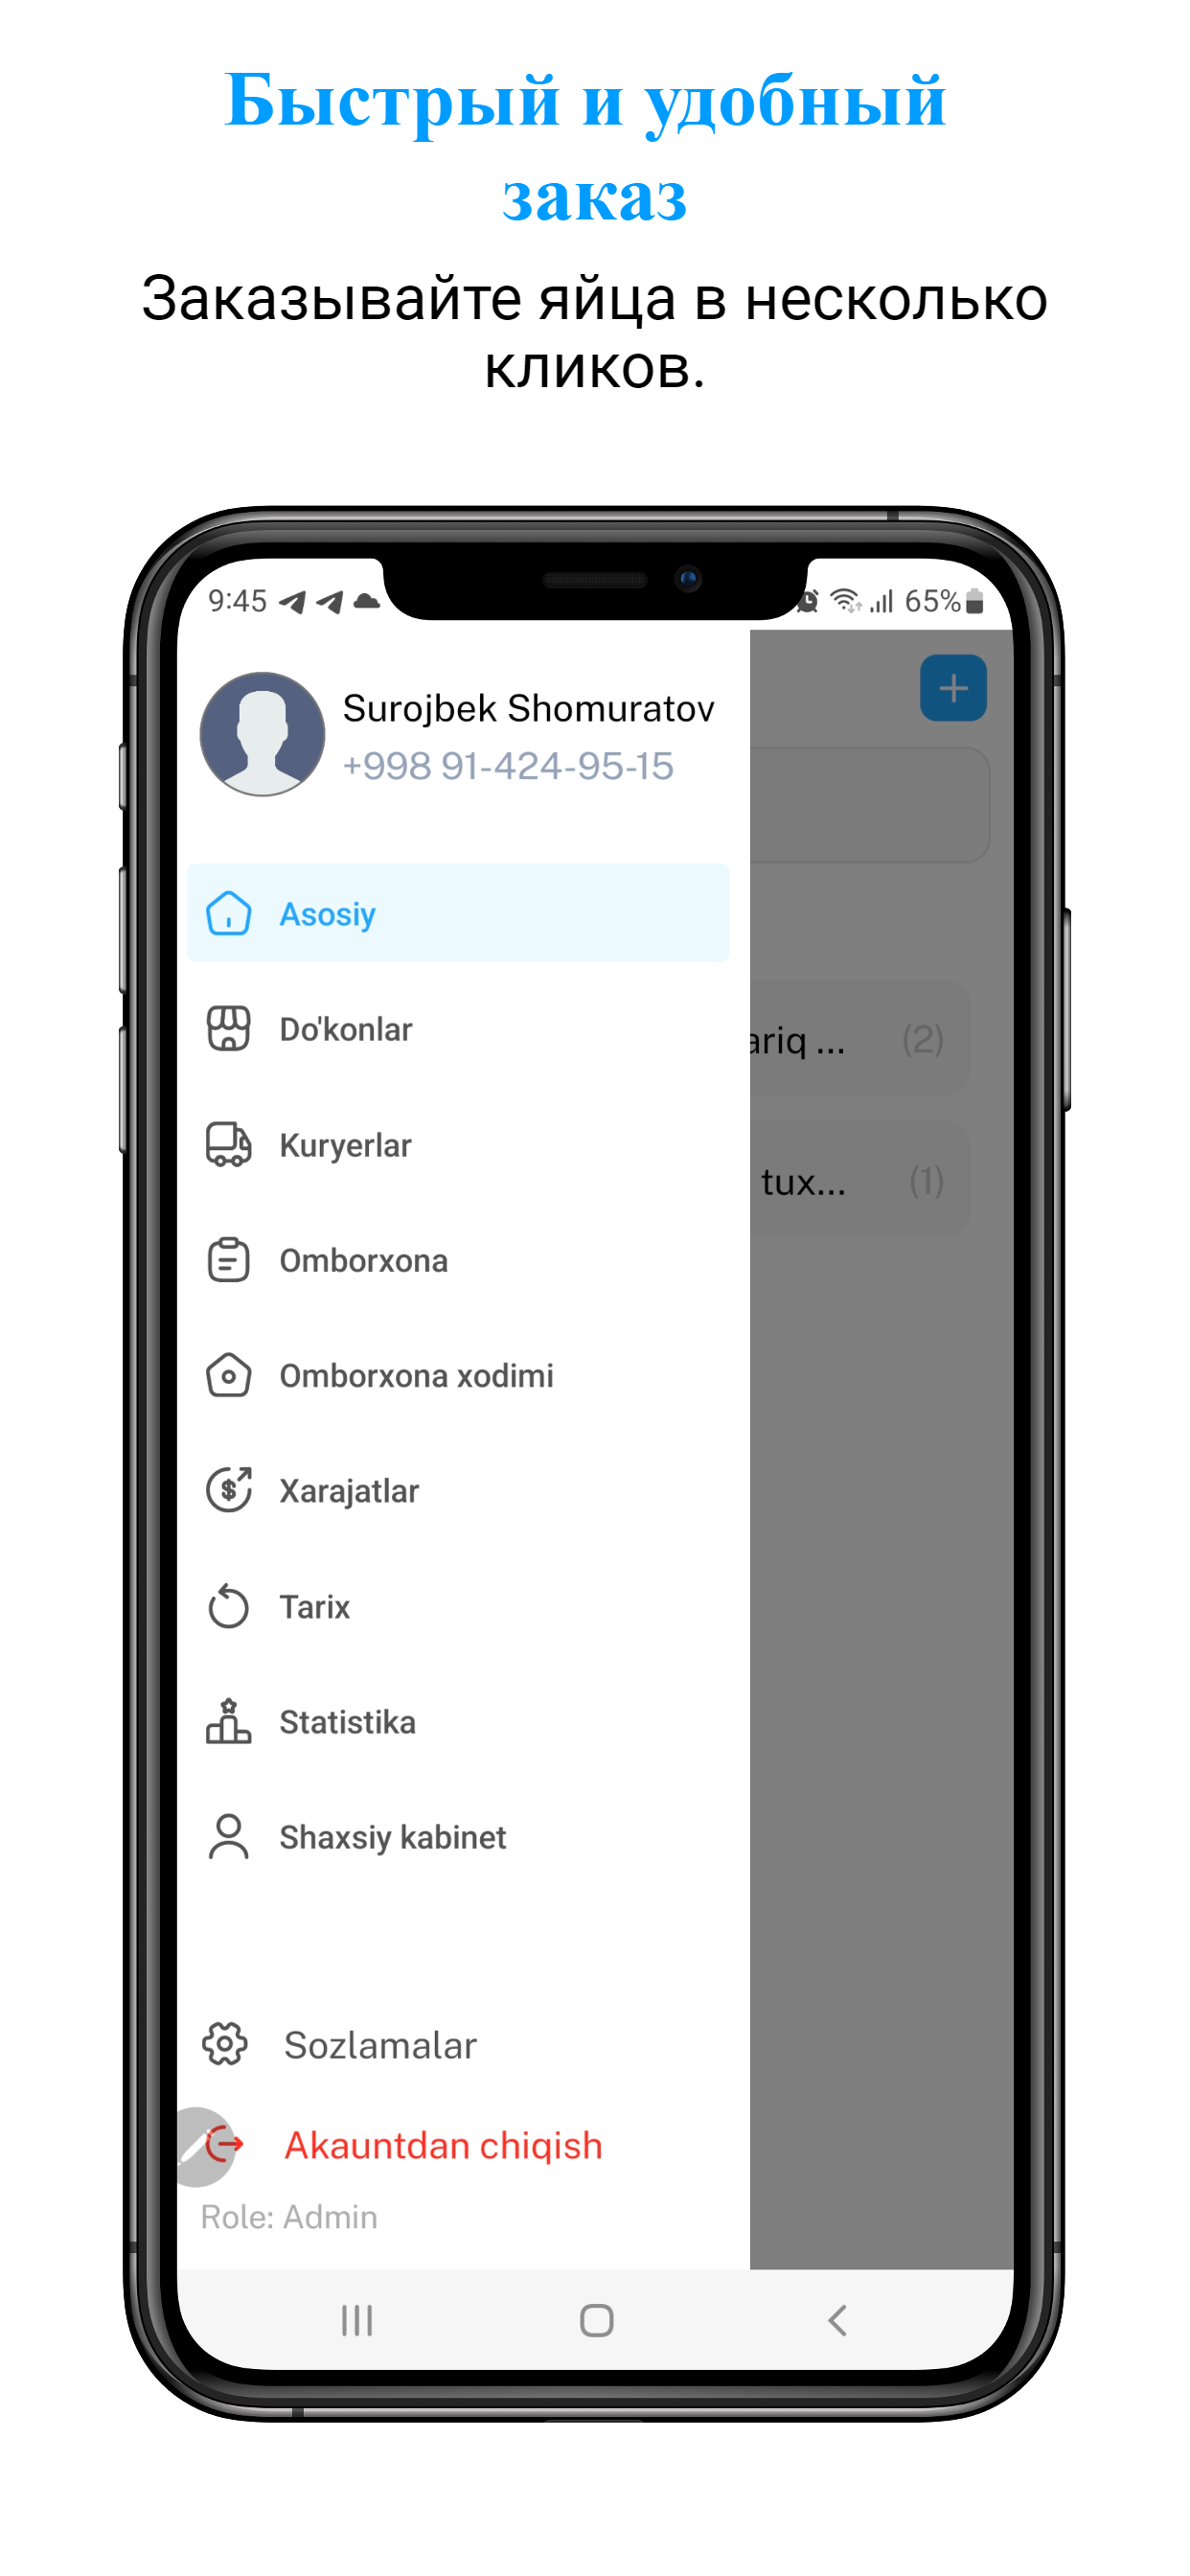 Быстрый и удобный
заказ
Заказывайте яйца в несколько
кликов.
9:45
65%
Surojbek Shomuratov
+998 91-424-95-15
Asosiy
Do'konlar
ariq ... (2)
Kuryerlar
tux... (1)
Omborxona
Omborxona xodimi
Xarajatlar
Tarix
Statistika
Shaxsiy kabinet
Sozlamalar
Akauntdan chiqish
Role: Admin